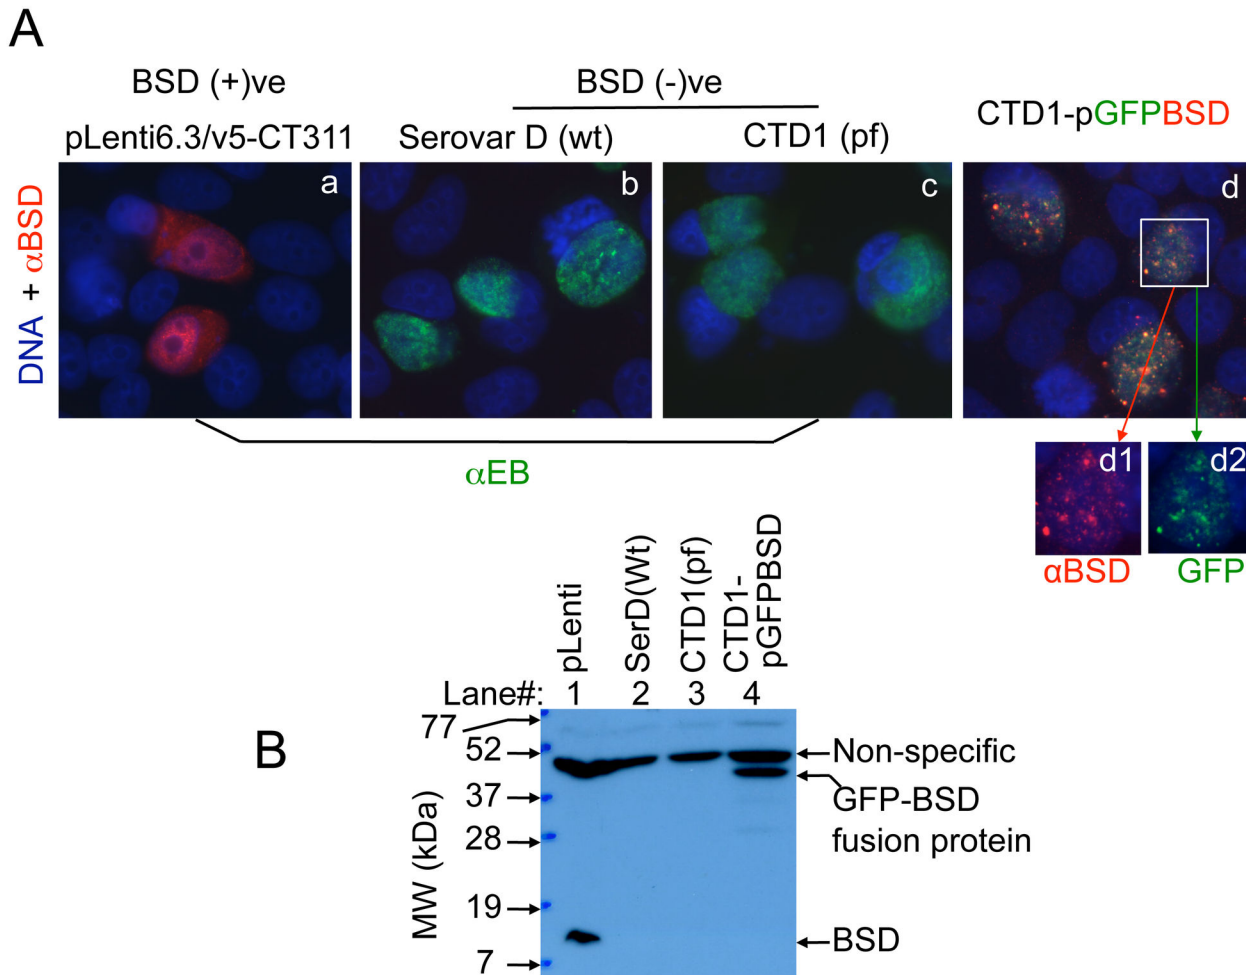 A
BSD (+)ve
BSD (-)ve
pLenti6.3/v5-CT311
Serovar D (wt)
CTD1 (pf)
CTD1-pGFPBSD
DNA + αBSD
a
b
c
d
αEB
d1
d2
αBSD
GFP
B
pLenti
SerD(Wt)
CTD1(pf)
CTD1-
pGFPBSD
Lane#: 1 2 3 4
MW (kDa)
77
52
37
28
19
7
Non-specific
GFP-BSD
fusion protein
BSD